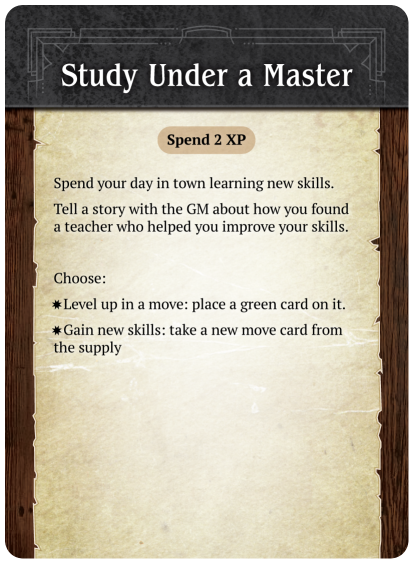 Study Under a Master
Spend 2 XP
Spend your day in town learning new skills.
Tell a story with the GM about how you found
a teacher who helped you improve your skills.
Choose:
✷Level up in a move: place a green card on it.
✷Gain new skills: take a new move card from
the supply